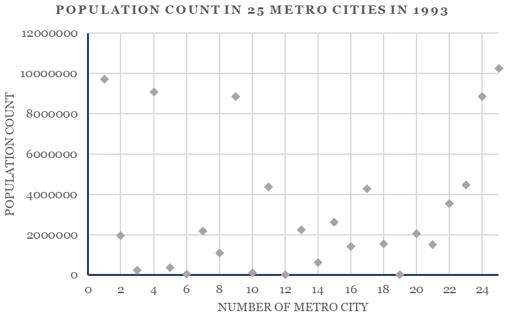 POPULATION COUNT IN 25 METRO CITIES IN 1993
12000000
10000000
8000000
6000000
4000000
2000000
0
POPULATION COUNT
0 2 4 6 8 10 12 14 16 18 20 22 24
NUMBER OF METRO CITY